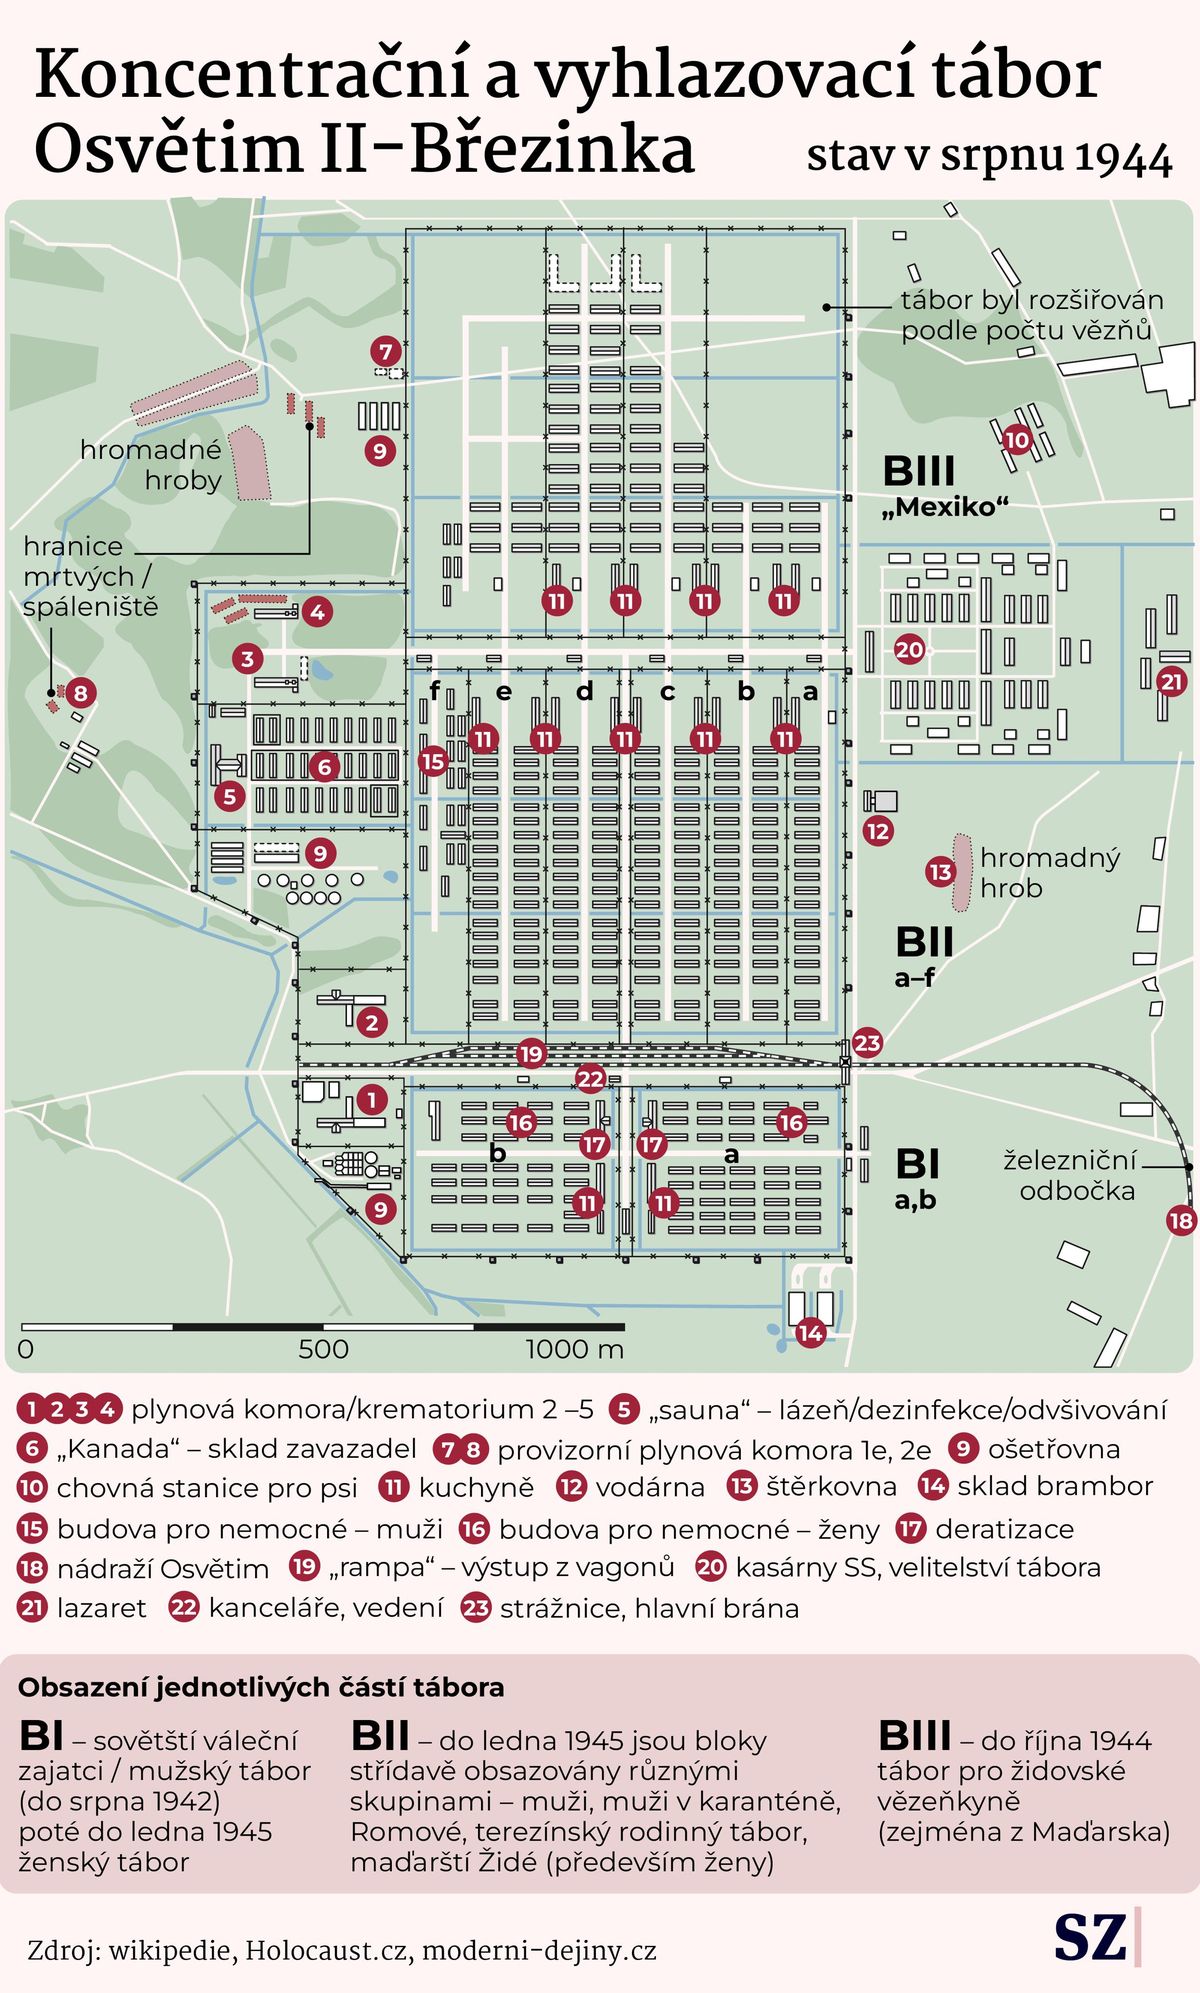 Koncentrační a vyhlazovací tábor
Osvětim II–Březinka
stav v srpnu 1944
tábor byl rozšiřován
podle počtu vězňů
7
9
10
hromadné
hroby
BIII
„Mexiko“
hranice
mrtvých /
spáleniště
11 11 11 11
4
3
20
21
8
f e d c b a
11 11 11 11 11
15
6
5
12
9
13
hromadný
hrob
BII
a–f
2
23
19
22
1
16 16
17 17
b a
BI
a,b
železniční
odbočka
11 11
9
18
14
0 500 1000 m
1 2 3 4 plynová komora/krematorium 2 –5 5 „sauna“ – lázeň/dezinfekce/odvšivování
6 „Kanada“ – sklad zavazadel 7 8 provizorní plynová komora 1e, 2e 9 ošetřovna
10 chovná stanice pro psi 11 kuchyně 12 vodárna 13 štěrkovna 14 sklad brambor
15 budova pro nemocné – muži 16 budova pro nemocné – ženy 17 deratizace
18 nádraží Osvětim 19 „rampa“ – výstup z vagonů 20 kasárny SS, velitelství tábora
21 lazaret 22 kanceláře, vedení 23 strážnice, hlavní brána
Obsazení jednotlivých částí tábora
BI – sovětští váleční
zajatci / mužský tábor
(do srpna 1942)
poté do ledna 1945
ženský tábor
BII – do ledna 1945 jsou bloky
střídavě obsazovány různými
skupinami – muži, muži v karanténě,
Romové, terezínský rodinný tábor,
maďarští Židé (především ženy)
BIII – do října 1944
tábor pro židovské
vězeňkyně
(zejména z Maďarska)
Zdroj: wikipedie, Holocaust.cz, moderni-dejiny.cz
SZ